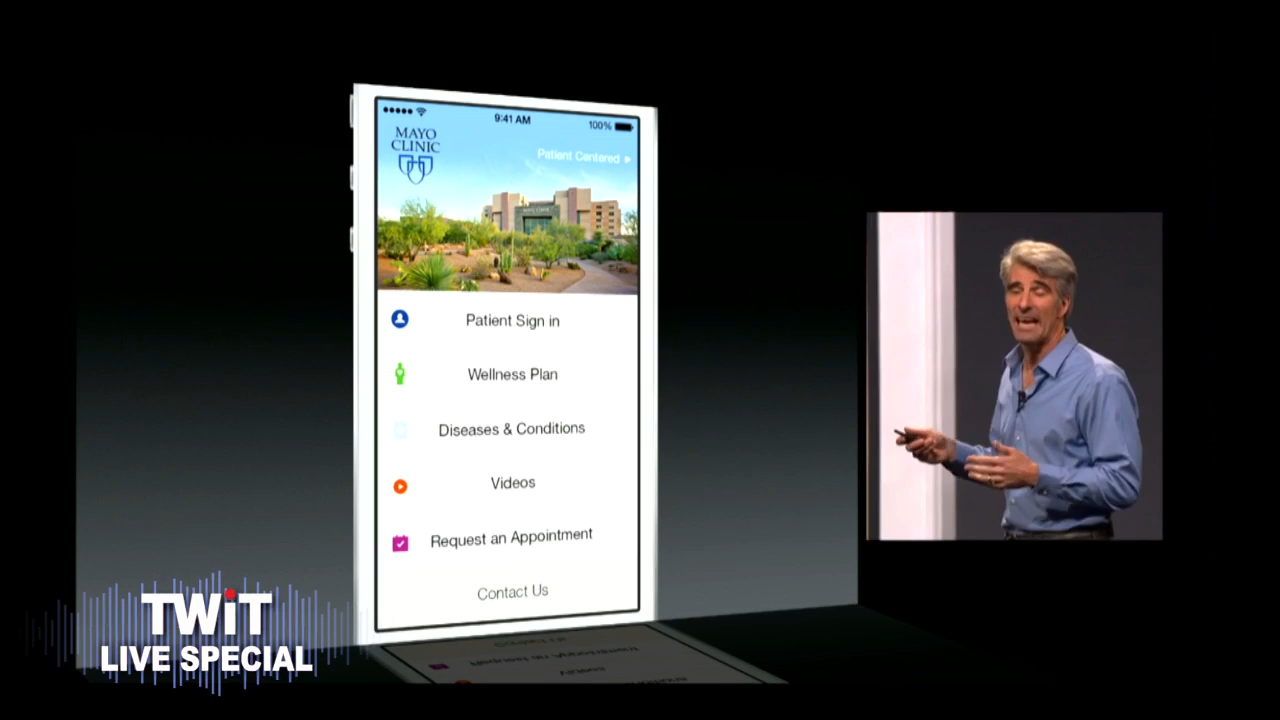 9:41 AM
100%
MAYO
CLINIC
Patient Centered
Patient Sign in
Wellness Plan
Diseases & Conditions
Videos
Request an Appointment
Contact Us
TWiT
LIVE SPECIAL